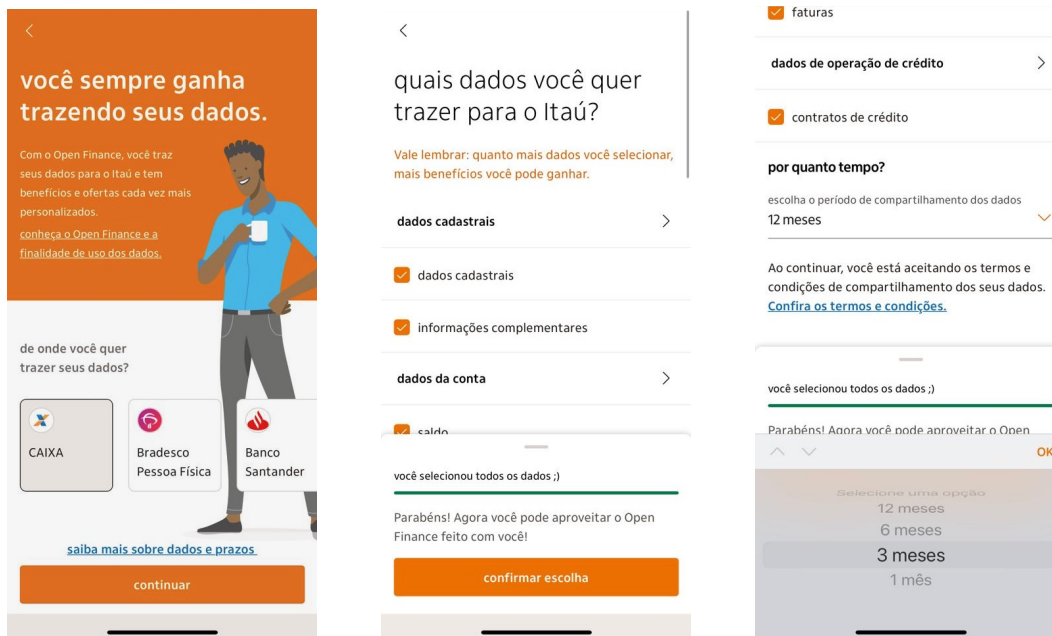 você sempre ganha
trazendo seus dados.
Com o Open Finance, você traz
seus dados para o Itaú e tem
benefícios e ofertas cada vez mais
personalizados.
conheça o Open Finance e a
finalidade de uso dos dados.
de onde você quer
trazer seus dados?
CAIXA
Bradesco
Pessoa Física
Banco
Santander
saiba mais sobre dados e prazos
continuar
quais dados você quer
trazer para o Itaú?
Vale lembrar: quanto mais dados você selecionar,
mais benefícios você pode ganhar.
dados cadastrais
dados cadastrais
informações complementares
dados da conta
saldo
você selecionou todos os dados ;)
Parabéns! Agora você pode aproveitar o Open
Finance feito com você!
confirmar escolha
faturas
dados de operação de crédito
contratos de crédito
por quanto tempo?
escolha o período de compartilhamento dos dados
12 meses
Ao continuar, você está aceitando os termos e
condições de compartilhamento dos seus dados.
Confira os termos e condições.
você selecionou todos os dados ;)
Parabéns! Agora você pode aproveitar o Open
OK
Selecione uma opção
12 meses
6 meses
3 meses
1 mês